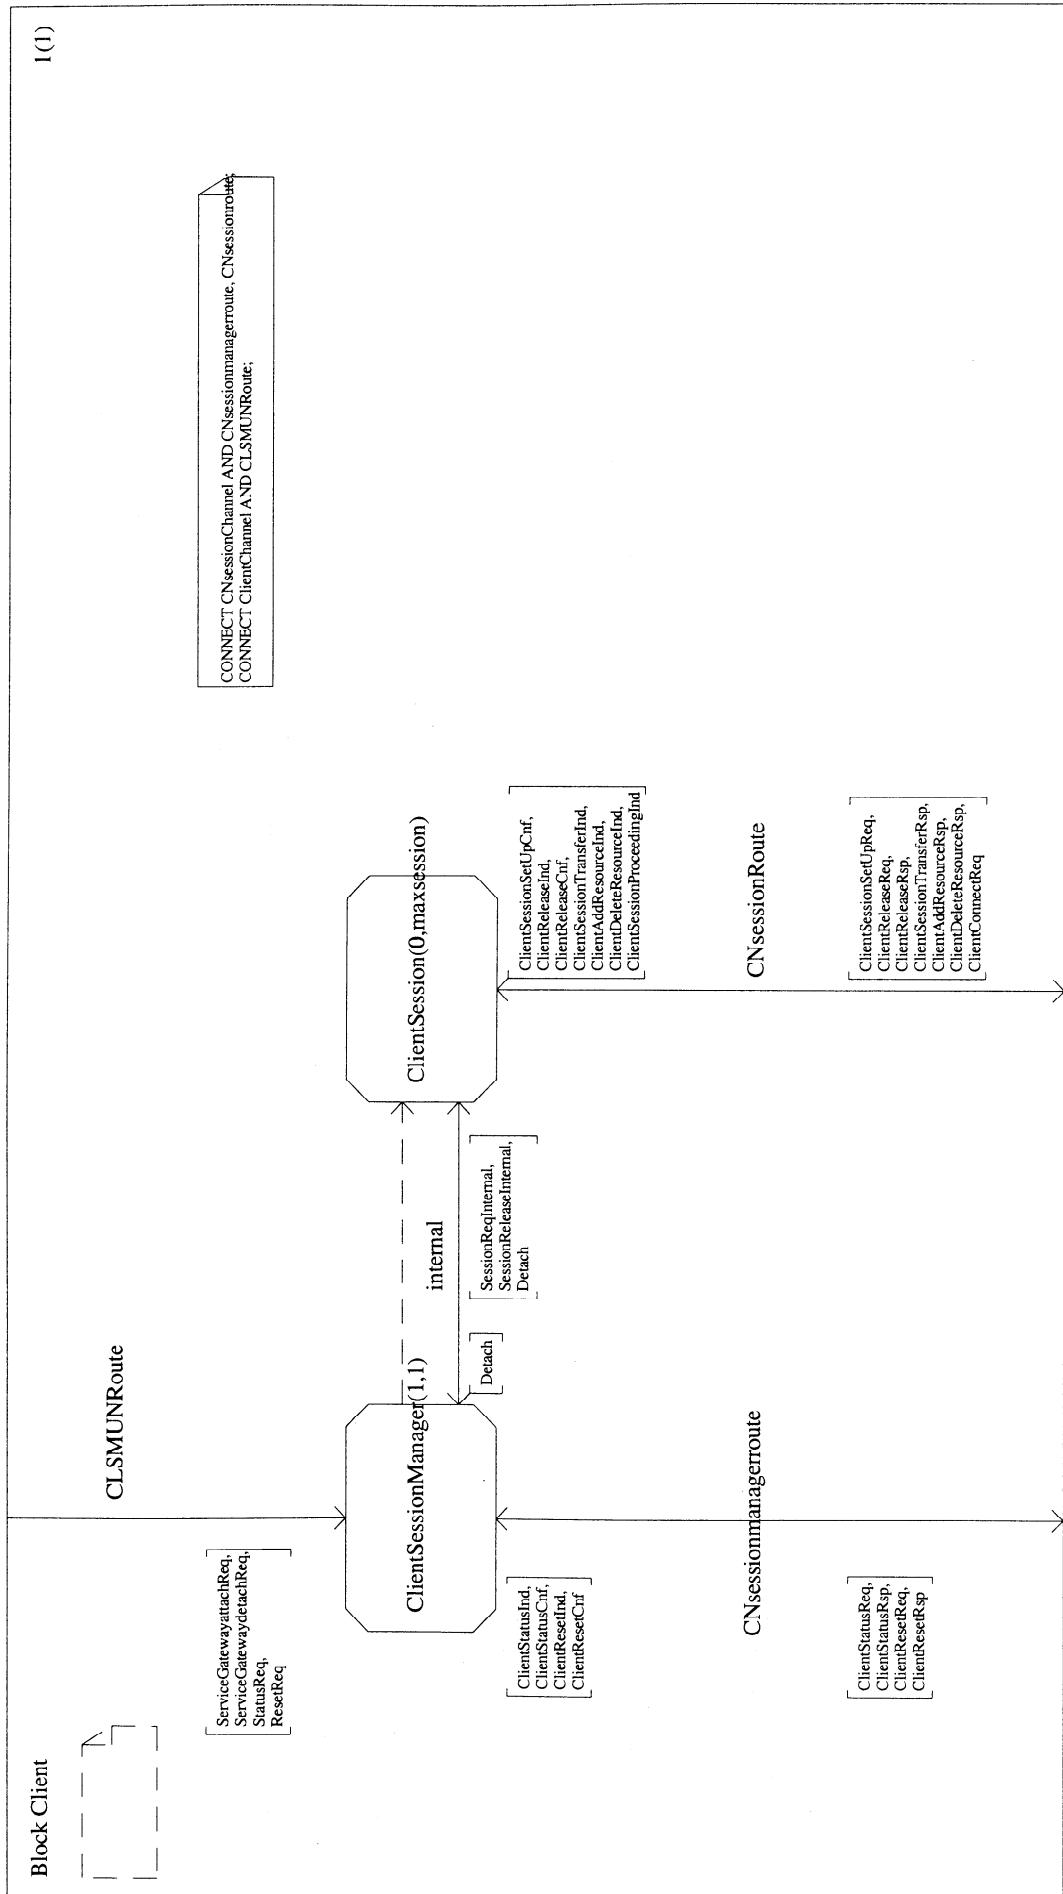 Block Client
1(1)
CLSMUNRoute
ServiceGatewayattachReq,
ServiceGatewaydetachReq,
StatusReq,
ResetReq
CONNECT CNsessionChannel AND CNsessionmanagerroute, CNsessionroute;
CONNECT ClientChannel AND CLSMUNRoute;
ClientSessionManager(1,1)
internal
ClientSession(0,maxsession)
Detach
SessionReqInternal,
SessionReleaseInternal,
Detach
ClientStatusInd,
ClientStatusCnf,
ClientResetInd,
ClientResetCnf
ClientSessionSetUpCnf,
ClientReleaseInd,
ClientReleaseCnf,
ClientSessionTransferInd,
ClientAddResourceInd,
ClientDeleteResourceInd,
ClientSessionProceedingInd
CNsessionmanagerroute
CNsessionRoute
ClientStatusReq,
ClientStatusRsp,
ClientResetReq,
ClientResetRsp
ClientSessionSetUpReq,
ClientReleaseReq,
ClientReleaseRsp,
ClientSessionTransferRsp,
ClientAddResourceRsp,
ClientDeleteResourceRsp,
ClientConnectReq